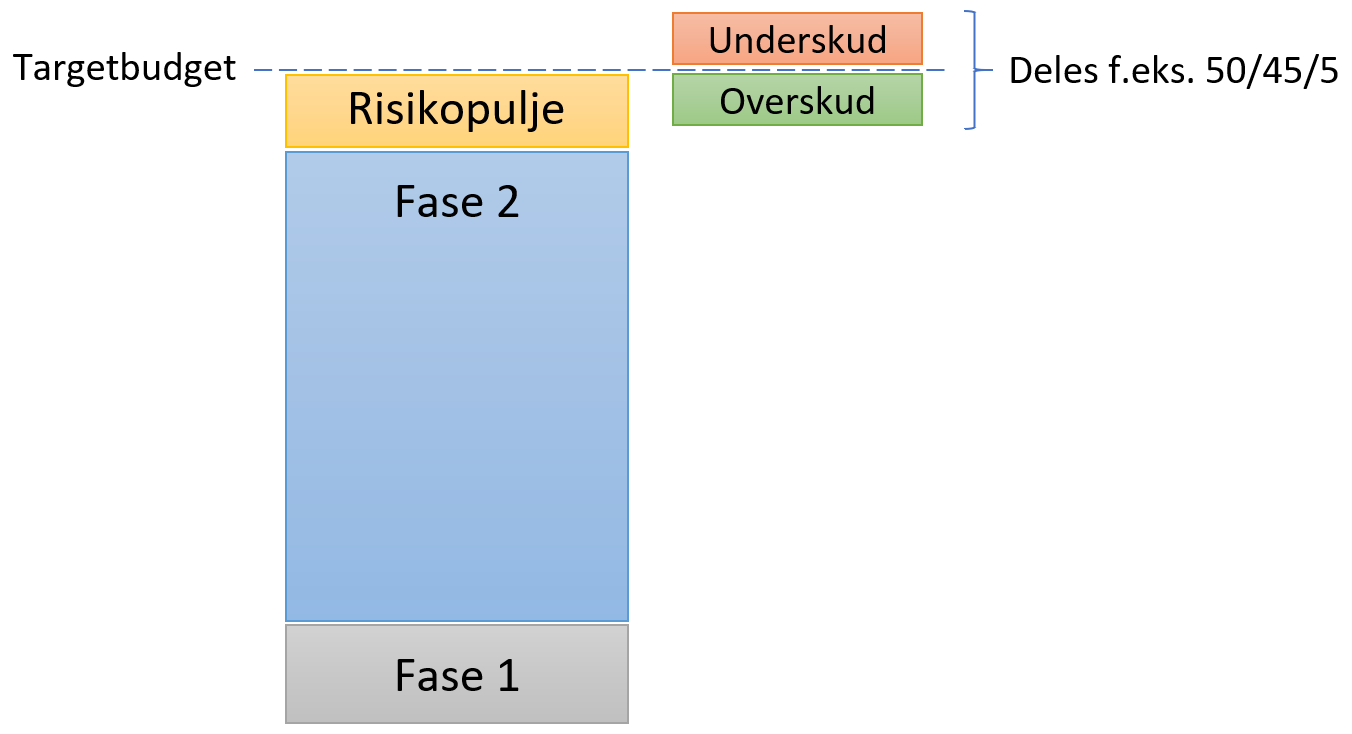 Underskud
Targetbudget
Deles f.eks. 50/45/5
Risikopulje
Overskud
Fase 2
Fase 1